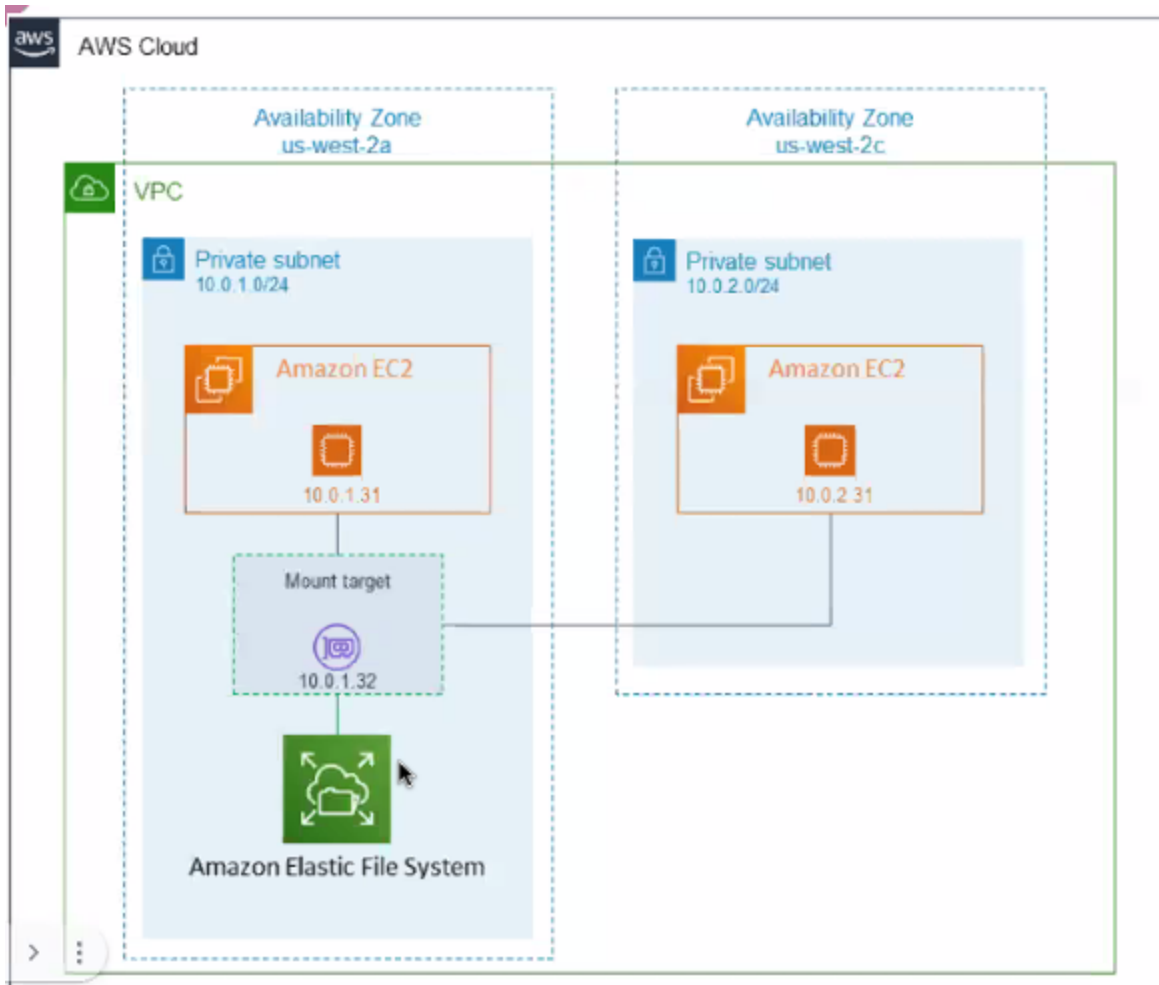 aws
AWS Cloud
Availability Zone
us-west-2a
Availability Zone
us-west-2c
VPC
Private subnet
10.0.1.0/24
Private subnet
10.0.2.0/24
Amazon EC2
10.0.1.31
Amazon EC2
10.0.2.31
Mount target
10.0.1.32
Amazon Elastic File System